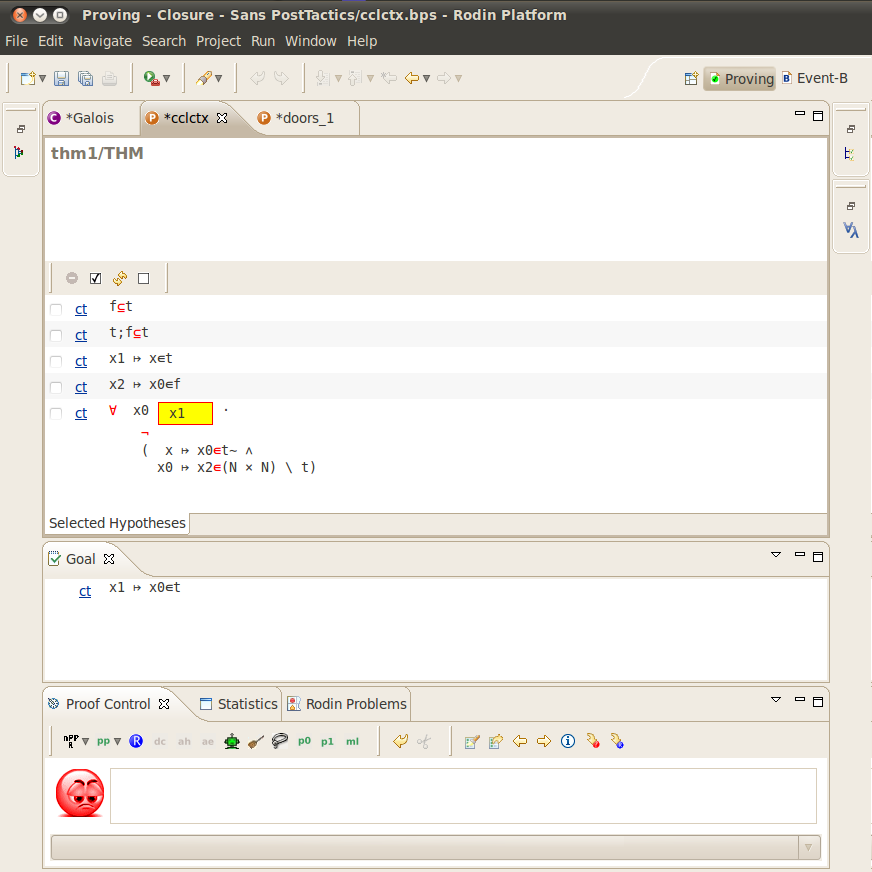 Proving - Closure - Sans PostTactics/cclctx.bps - Rodin Platform
File Edit Navigate Search Project Run Window Help
Proving Event-B
*Galois *cclctx *doors_1
thm1/THM
ct f⊆t
ct t;f⊆t
ct x1 ↦ x∈t
ct x2 ↦ x0∈f
ct ∀ x0 x1 ·
¬
( x ↦ x0∈t∼ ∧
x0 ↦ x2∈(N × N) \ t)
Selected Hypotheses
Goal
ct x1 ↦ x0∈t
Proof Control Statistics Rodin Problems
nPP R pp R dc ah ae p0 p1 ml